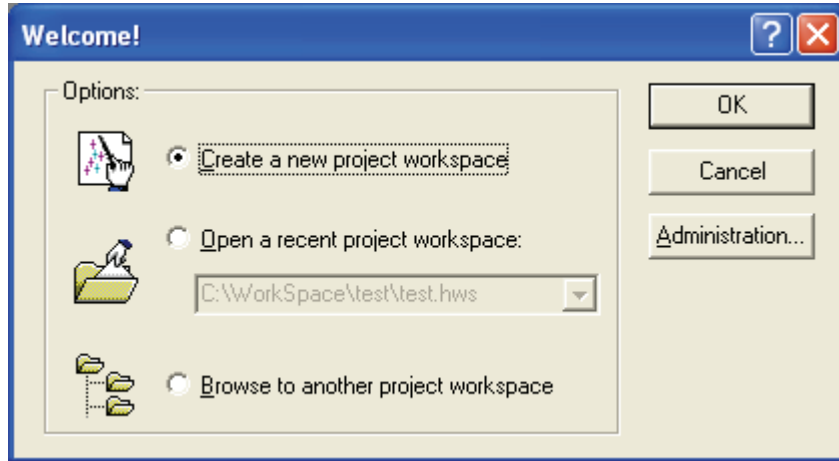 Welcome!
Options:
Create a new project workspace
Open a recent project workspace:
C:\WorkSpace\test\test.hws
Browse to another project workspace
OK
Cancel
Administration...